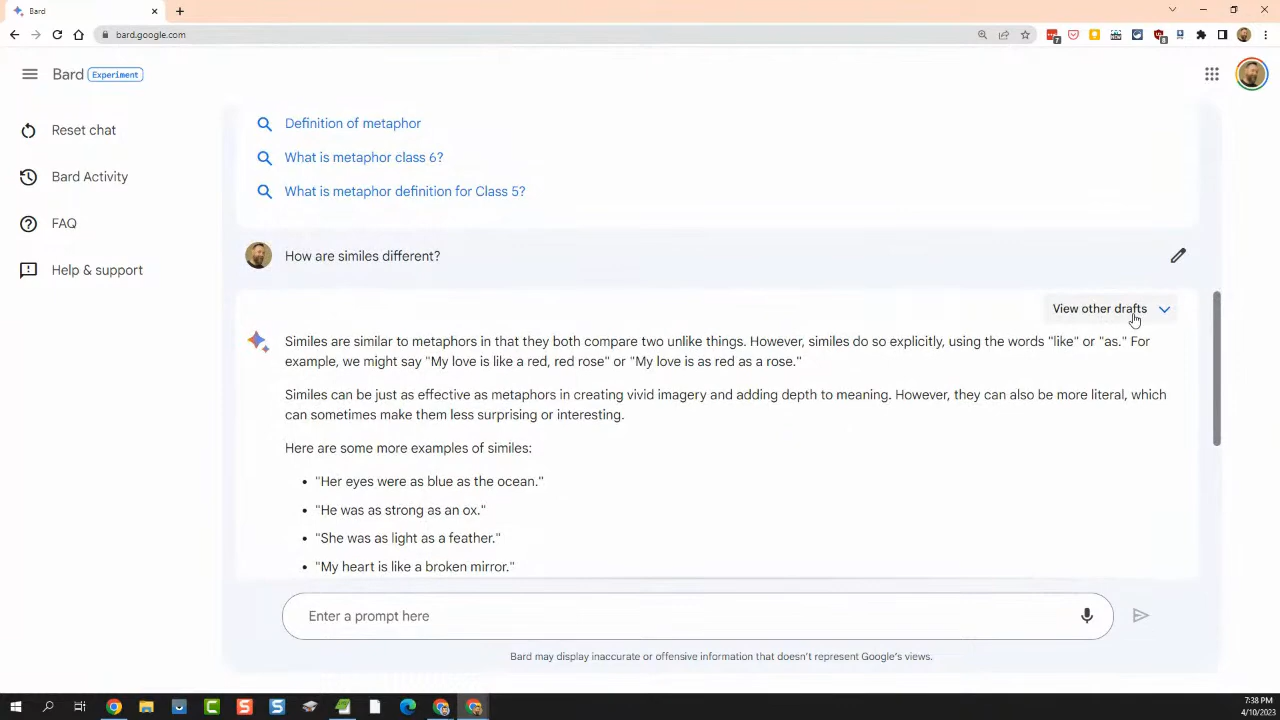 Bard
bard.google.com
7
8
Bard Experiment
Reset chat
Bard Activity
FAQ
Help & support
Definition of metaphor
What is metaphor class 6?
What is metaphor definition for Class 5?
How are similes different?
View other drafts
Similes are similar to metaphors in that they both compare two unlike things. However, similes do so explicitly, using the words "like" or "as." For
example, we might say "My love is like a red, red rose" or "My love is as red as a rose."
Similes can be just as effective as metaphors in creating vivid imagery and adding depth to meaning. However, they can also be more literal, which
can sometimes make them less surprising or interesting.
Here are some more examples of similes:
• "Her eyes were as blue as the ocean."
• "He was as strong as an ox."
• "She was as light as a feather."
• "My heart is like a broken mirror."
Enter a prompt here
Bard may display inaccurate or offensive information that doesn't represent Google's views.
7:38 PM
4/10/2023